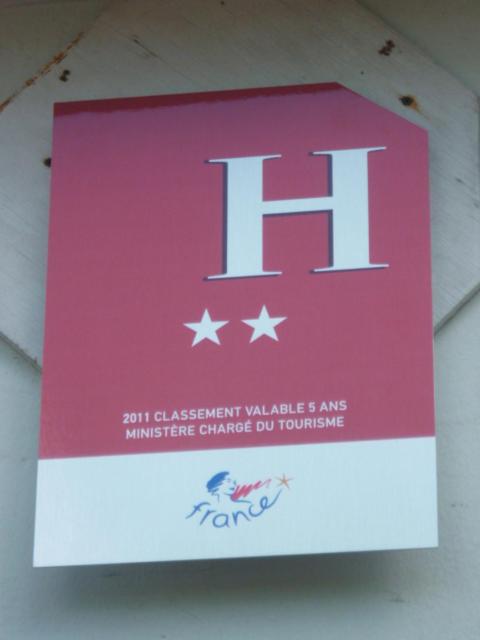 H
2011 CLASSEMENT VALABLE 5 ANS
MINISTÈRE CHARGÉ DU TOURISME
france